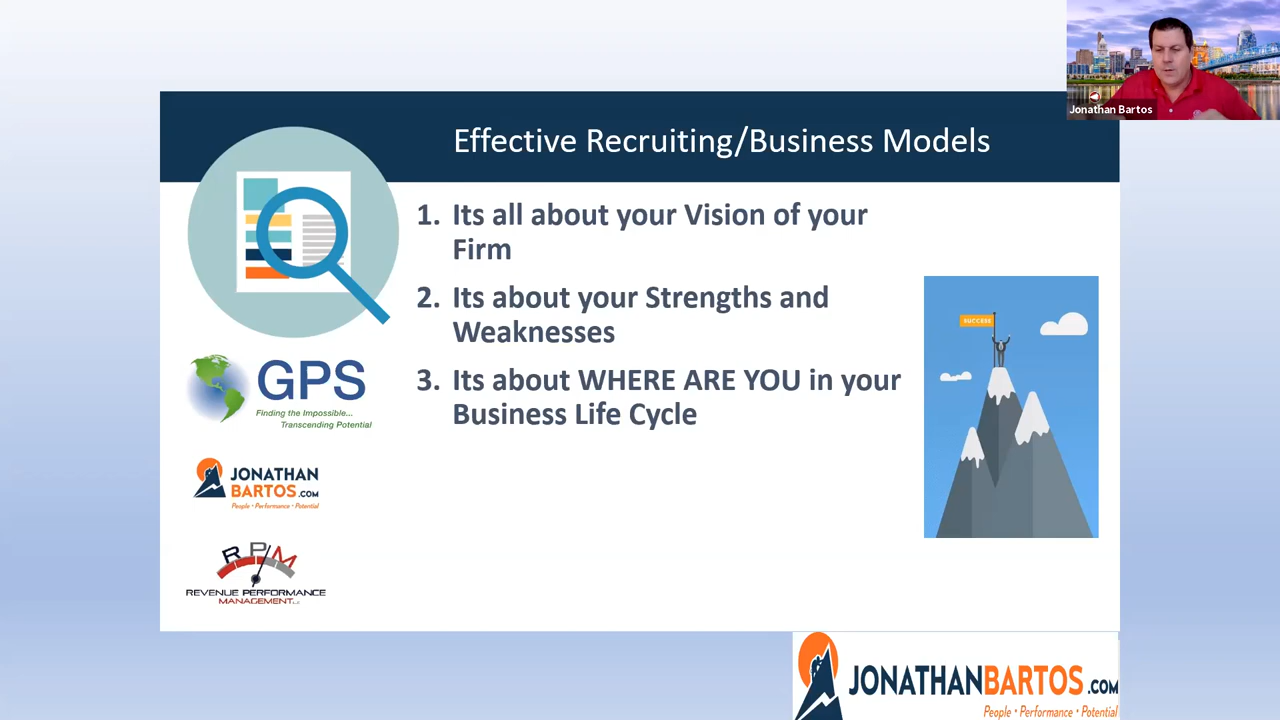 Jonathan Bartos
Effective Recruiting/Business Models
1. Its all about your Vision of your
Firm
2. Its about your Strengths and
Weaknesses
3. Its about WHERE ARE YOU in your
Business Life Cycle
SUCCESS
GPS
Finding the Impossible...
Transcending Potential
JONATHAN
BARTOS.COM
People • Performance • Potential
RPM
REVENUE PERFORMANCE
MANAGEMENT
JONATHANBARTOS.COM
People • Performance • Potential